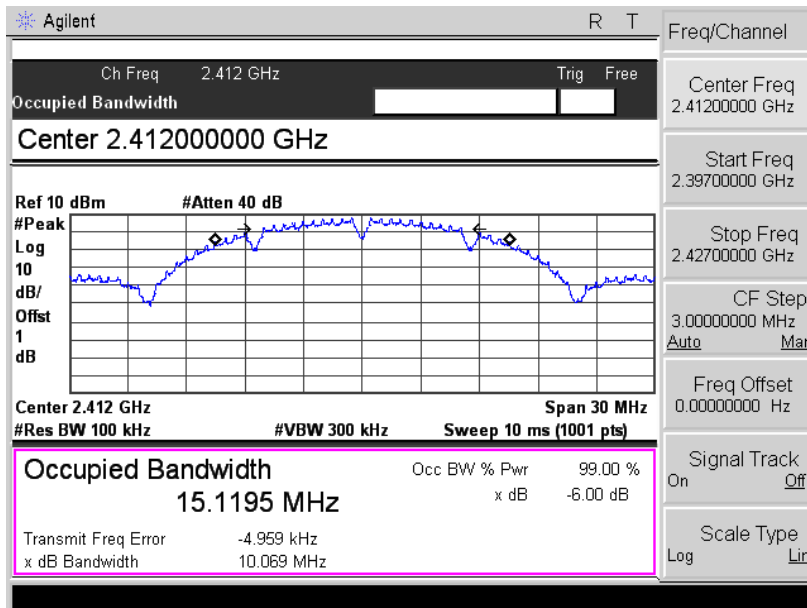 Agilent R T
Ch Freq 2.412 GHz Trig Free
Occupied Bandwidth
Center 2.412000000 GHz
Ref 10 dBm #Atten 40 dB
#Peak
Log
10
dB/
Offst
1
dB
Center 2.412 GHz Span 30 MHz
#Res BW 100 kHz #VBW 300 kHz Sweep 10 ms (1001 pts)
Occupied Bandwidth Occ BW % Pwr 99.00 %
15.1195 MHz x dB -6.00 dB
Transmit Freq Error -4.959 kHz
x dB Bandwidth 10.069 MHz
Freq/Channel
Center Freq
2.41200000 GHz
Start Freq
2.39700000 GHz
Stop Freq
2.42700000 GHz
CF Step
3.00000000 MHz
Auto Mar
Freq Offset
0.00000000 Hz
Signal Track
On Off
Scale Type
Log Lir